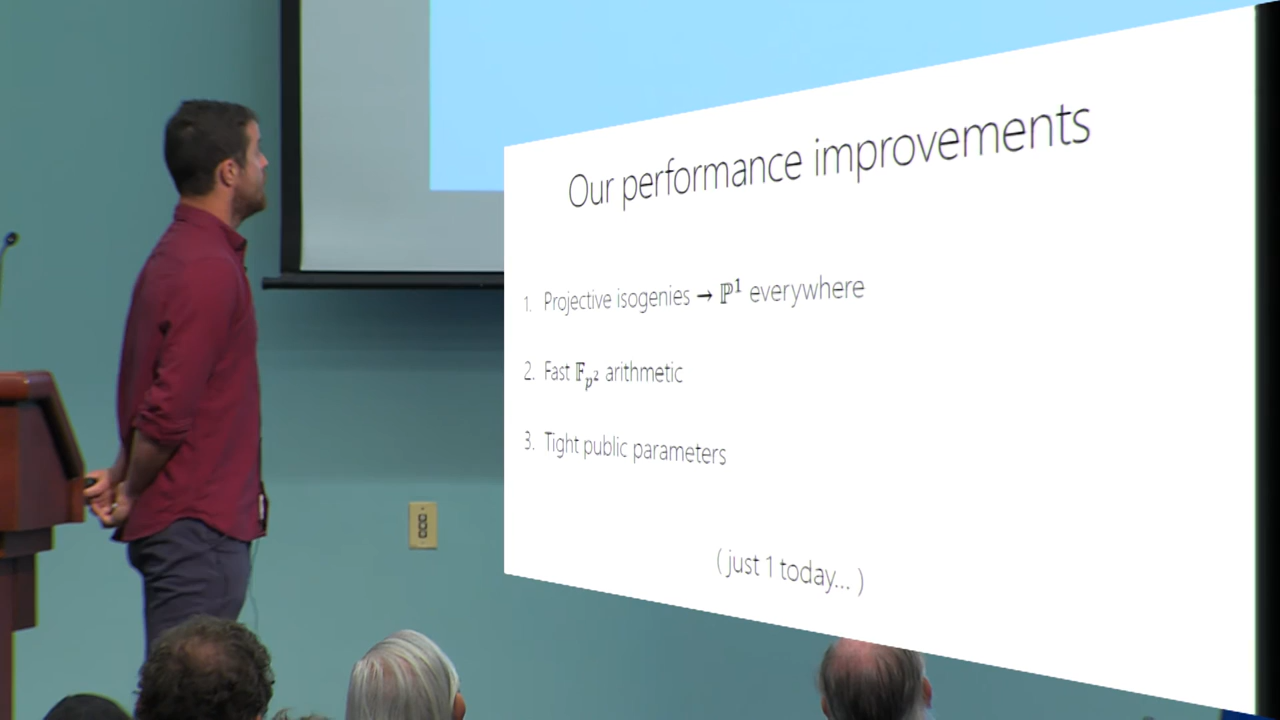 Our performance improvements
1. Projective isogenies → ℙ¹ everywhere
2. Fast 𝔽ₚ² arithmetic
3. Tight public parameters
( just 1 today... )